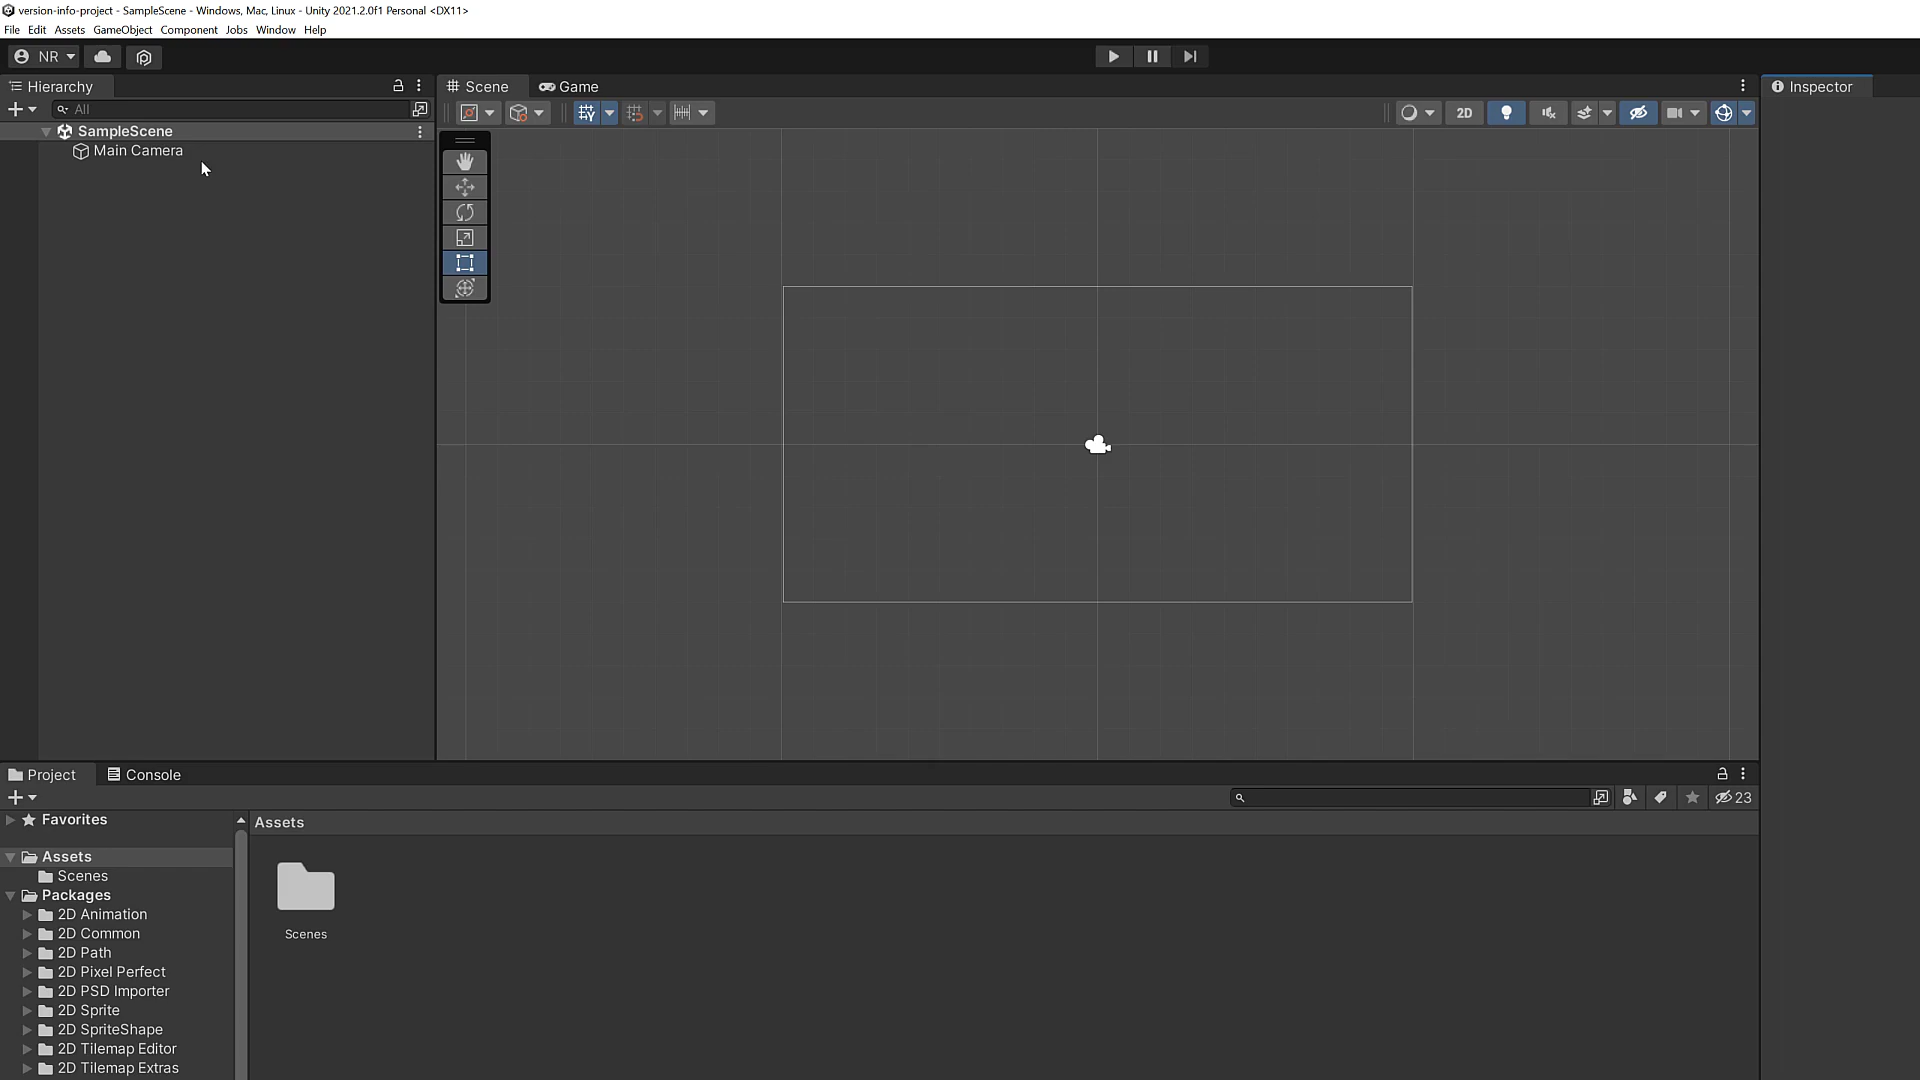 version-info-project - SampleScene - Windows, Mac, Linux - Unity 2021.2.0f1 Personal <DX11>
File Edit Assets GameObject Component Jobs Window Help
NR
Hierarchy
All
SampleScene
Main Camera
Scene Game
2D
Inspector
Project Console
23
Favorites
Assets
Scenes
Packages
2D Animation
2D Common
2D Path
2D Pixel Perfect
2D PSD Importer
2D Sprite
2D SpriteShape
2D Tilemap Editor
2D Tilemap Extras
Assets
Scenes